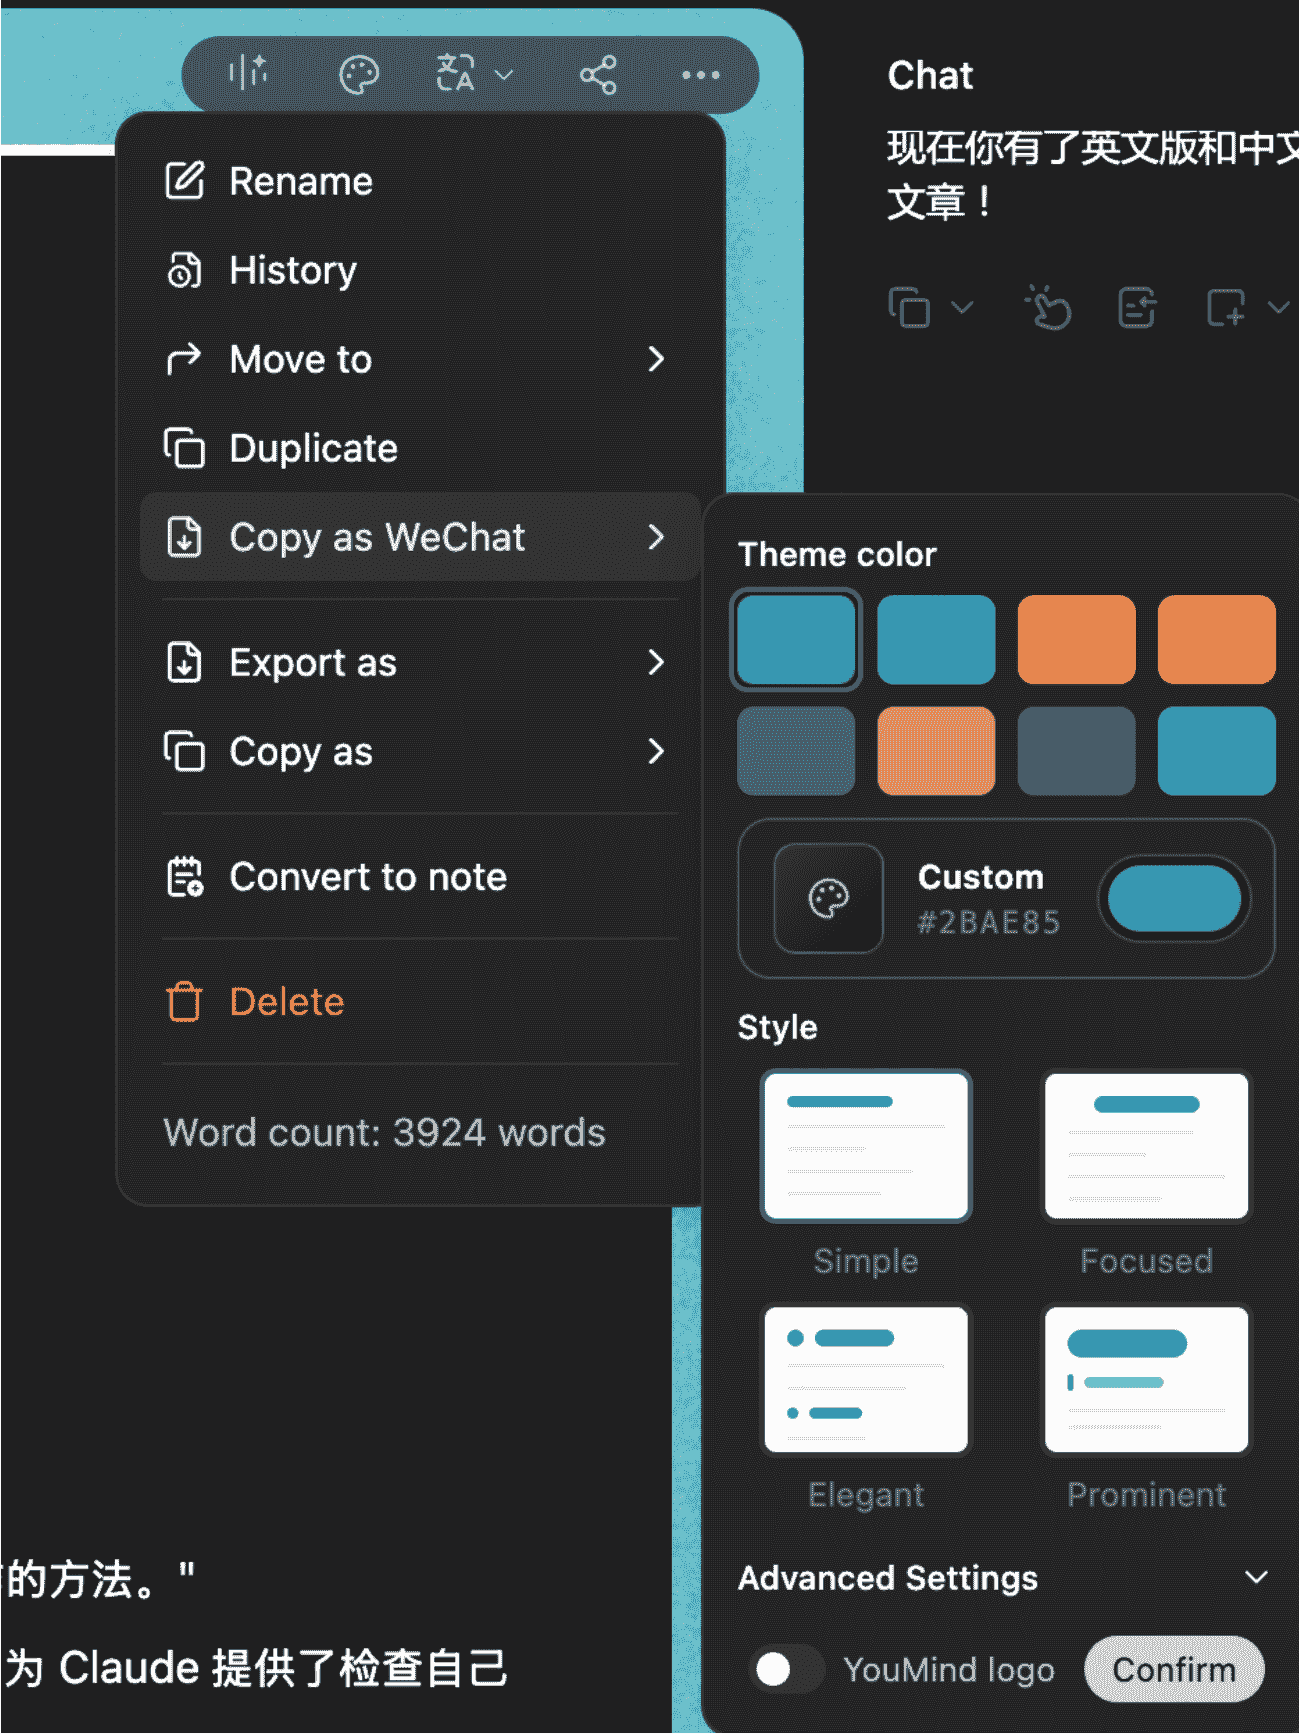 Chat
现在你有了英文版和中文
文章！
Rename
History
Move to
Duplicate
Copy as WeChat
Export as
Copy as
Convert to note
Delete
Word count: 3924 words
Theme color
Custom
#2BAE85
Style
Simple
Focused
Elegant
Prominent
Advanced Settings
YouMind logo
Confirm
的方法。"
为 Claude 提供了检查自己